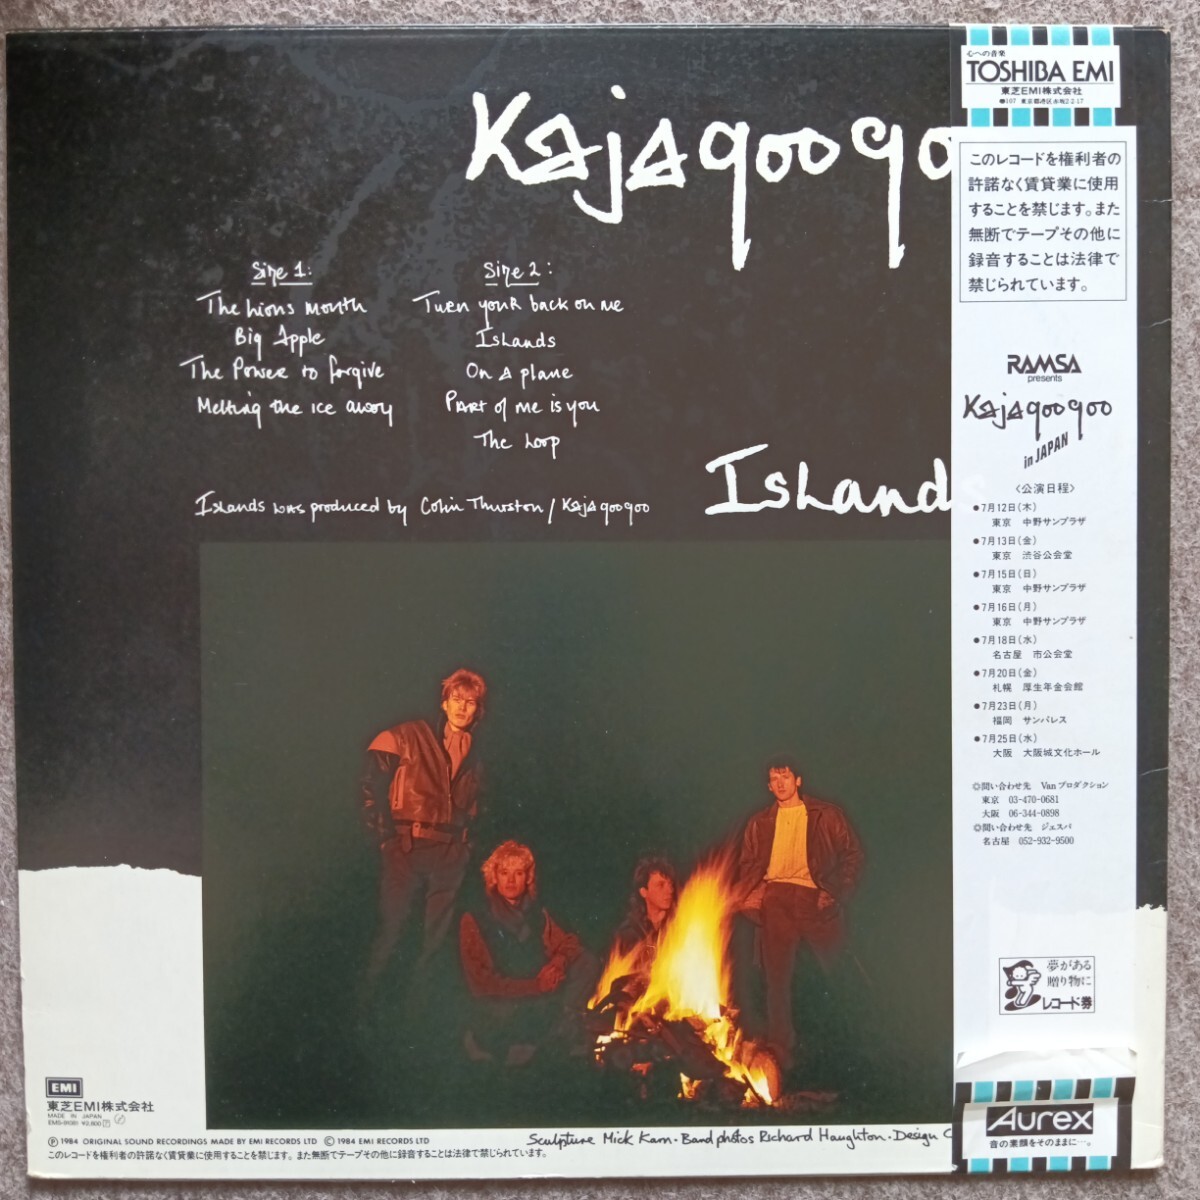 Kajagoogoo
Side 1:
The Lions Mouth
Big Apple
The Power to forgive
Melting the ice away
Side 2:
Turn your back on me
Islands
On a plane
Part of me is you
The Loop
Islands was produced by Colin Thurston / Kajagoogoo
Islands
EMI
東芝EMI株式会社
MADE IN JAPAN
¥2,800
Ⓟ 1984 ORIGINAL SOUND RECORDINGS MADE BY EMI RECORDS LTD © 1984 EMI RECORDS LTD
このレコードを権利者の許諾なく賃貸業に使用することを禁じます。また無断でテープその他に録音することは法律で禁じられています。
Sculpture Mick Karn · Band photos Richard Haughton · Design
心への音楽
TOSHIBA EMI
東芝EMI株式会社
107 東京都港区赤坂2-2-17
このレコードを権利者の
許諾なく賃貸業に使用
することを禁じます。また
無断でテープその他に
録音することは法律で
禁じられています。
RAMSA
presents
Kajagoogoo
in JAPAN
〈公演日程〉
●7月12日(木)
東京 中野サンプラザ
●7月13日(金)
東京 渋谷公会堂
●7月15日(日)
東京 中野サンプラザ
●7月16日(月)
東京 中野サンプラザ
●7月18日(水)
名古屋 市公会堂
●7月20日(金)
札幌 厚生年金会館
●7月23日(月)
福岡 サンパレス
●7月25日(水)
大阪 大阪城文化ホール
◎問い合わせ先 Vanプロダクション
東京 03-470-0681
大阪 06-344-0898
◎問い合わせ先 ジェスパ
名古屋 052-932-9500
夢がある
贈り物に
レコード券
Aurex
音の素顔をそのままに—。